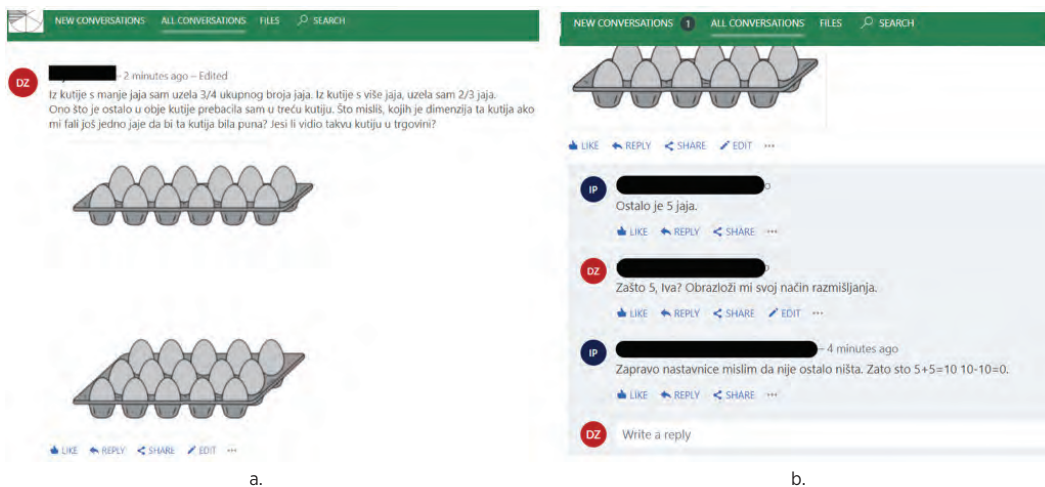 NEW CONVERSATIONS ALL CONVERSATIONS FILES SEARCH
DZ
2 minutes ago – Edited
Iz kutije s manje jaja sam uzela 3/4 ukupnog broja jaja. Iz kutije s više jaja, uzela sam 2/3 jaja.
Ono što je ostalo u obje kutije prebacila sam u treću kutiju. Što misliš, kojih je dimenzija ta kutija ako
mi fali još jedno jaje da bi ta kutija bila puna? Jesi li vidio takvu kutiju u trgovini?
LIKE REPLY SHARE EDIT ...
a.
NEW CONVERSATIONS 1 ALL CONVERSATIONS FILES SEARCH
LIKE REPLY SHARE EDIT ...
IP
Ostalo je 5 jaja.
LIKE REPLY SHARE ...
DZ
Zašto 5, Iva? Obrazloži mi svoj način razmišljanja.
LIKE REPLY SHARE EDIT ...
IP
– 4 minutes ago
Zapravo nastavnice mislim da nije ostalo ništa. Zato sto 5+5=10 10-10=0.
LIKE REPLY SHARE ...
DZ Write a reply
b.